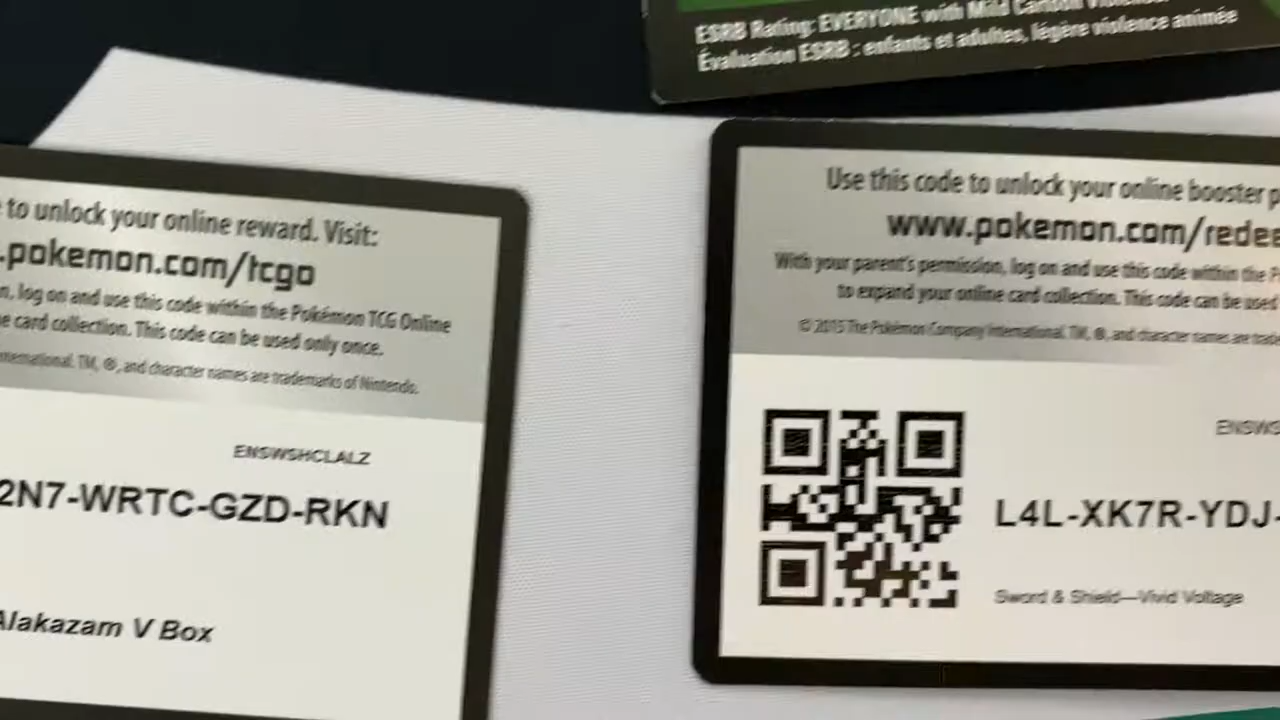 ESRB Rating: EVERYONE with Mild Cartoon
Évaluation ESRB : enfants et adultes, légère violence animée
to unlock your online reward. Visit:
.pokemon.com/tcgo
n, log on and use this code within the Pokémon TCG Online
e card collection. This code can be used only once.
nternational. TM, ®, and character names are trademarks of Nintendo.
ENSWSHCLALZ
2N7-WRTC-GZD-RKN
Alakazam V Box
Use this code to unlock your online booster p
www.pokemon.com/redee
With your parent's permission, log on and use this code within the P
to expand your online card collection. This code can be used
© 2015 The Pokémon Company International. TM, ®, and character names are trade
ENSWS
L4L-XK7R-YDJ-
Sword & Shield—Vivid Voltage